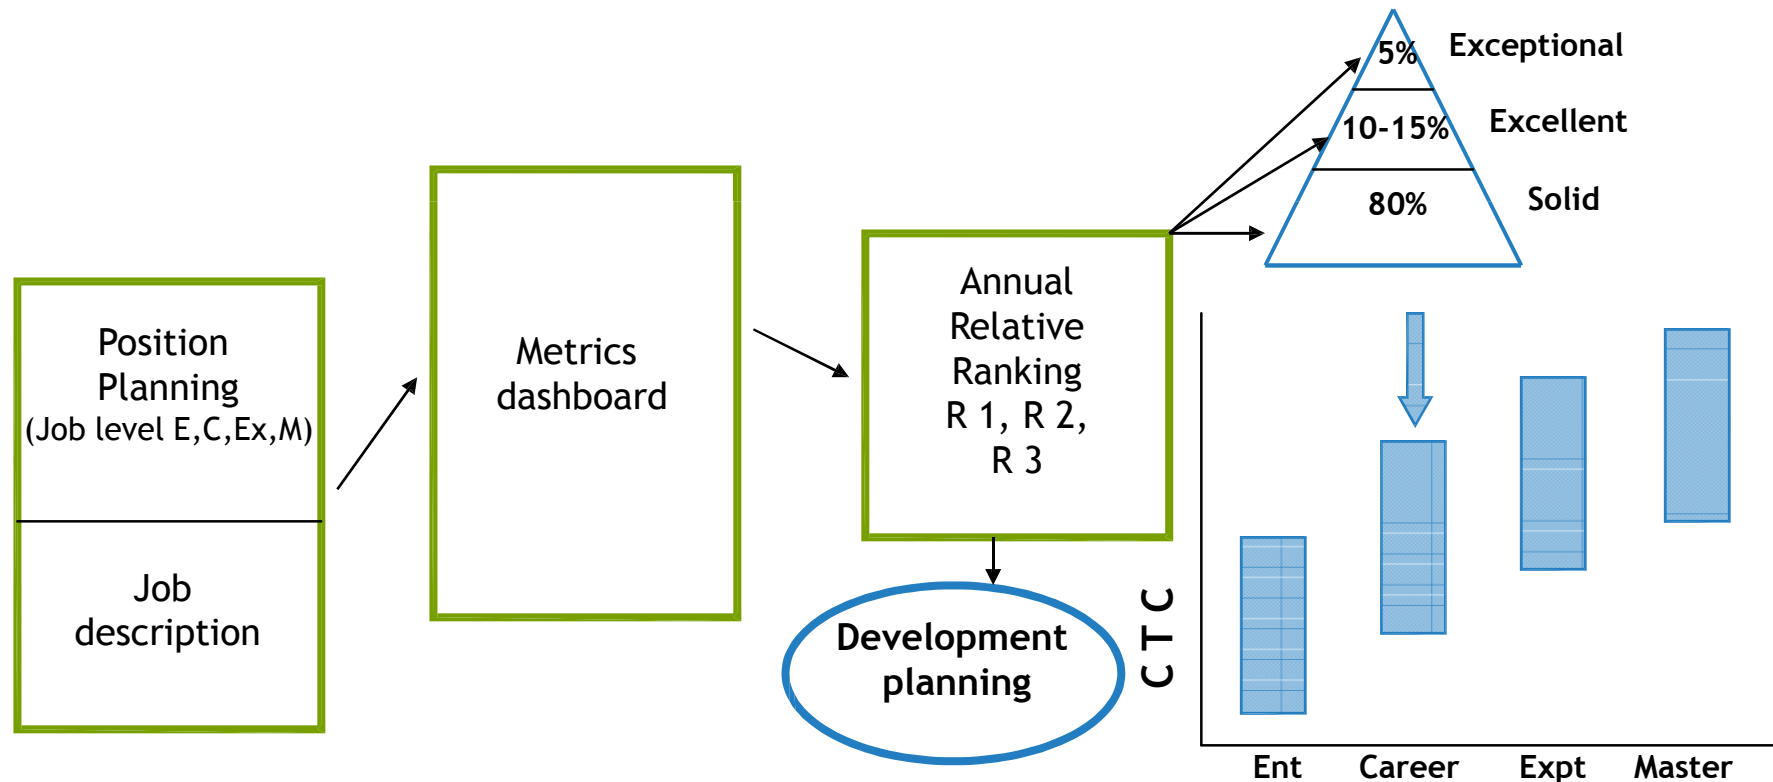 Position
Planning
(Job level E,C,Ex,M)
Job
description
Metrics
dashboard
Annual
Relative
Ranking
R 1, R 2,
R 3
Development
planning
5%
Exceptional
10-15%
Excellent
80%
Solid
C T C
Ent
Career
Expt
Master